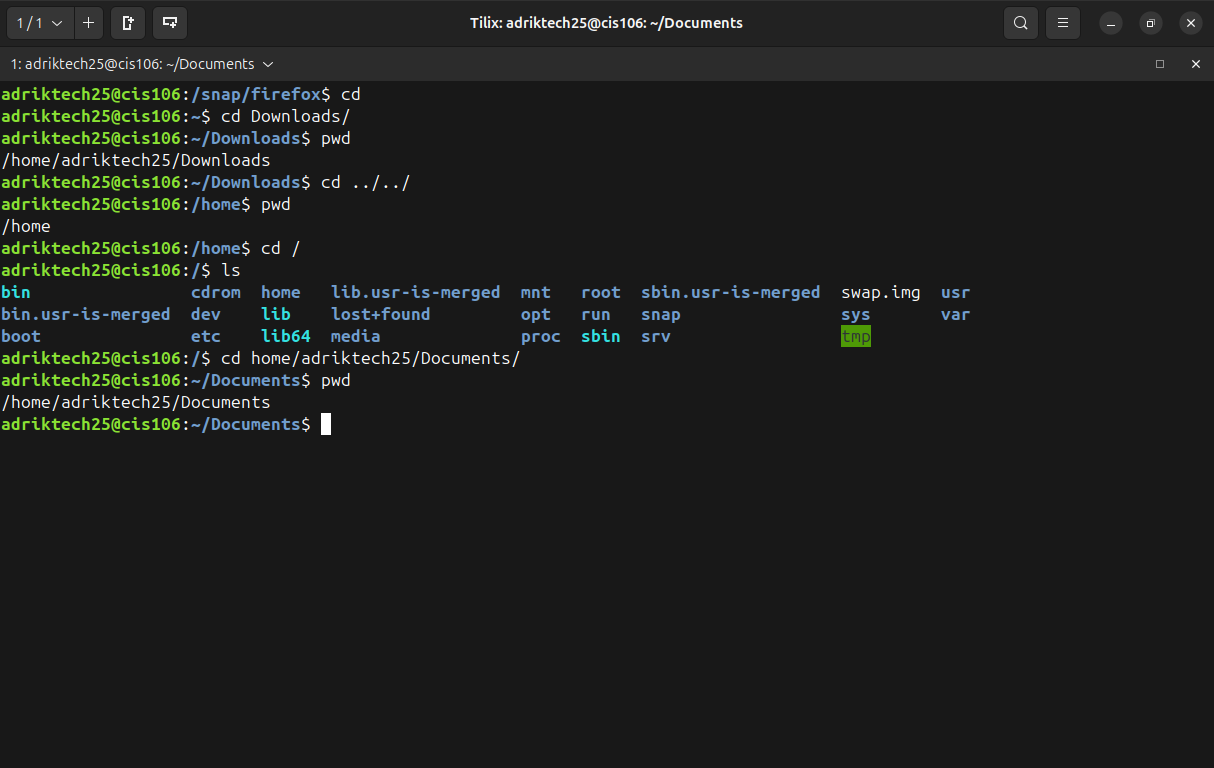 1 / 1
Tilix: adriktech25@cis106: ~/Documents
1: adriktech25@cis106: ~/Documents
adriktech25@cis106:/snap/firefox$ cd
adriktech25@cis106:~$ cd Downloads/
adriktech25@cis106:~/Downloads$ pwd
/home/adriktech25/Downloads
adriktech25@cis106:~/Downloads$ cd ../../
adriktech25@cis106:/home$ pwd
/home
adriktech25@cis106:/home$ cd /
adriktech25@cis106:/$ ls
bin                cdrom  home   lib.usr-is-merged  mnt   root  sbin.usr-is-merged  swap.img  usr
bin.usr-is-merged  dev    lib    lost+found         opt   run   snap                sys       var
boot               etc    lib64  media              proc  sbin  srv                 tmp
adriktech25@cis106:/$ cd home/adriktech25/Documents/
adriktech25@cis106:~/Documents$ pwd
/home/adriktech25/Documents
adriktech25@cis106:~/Documents$